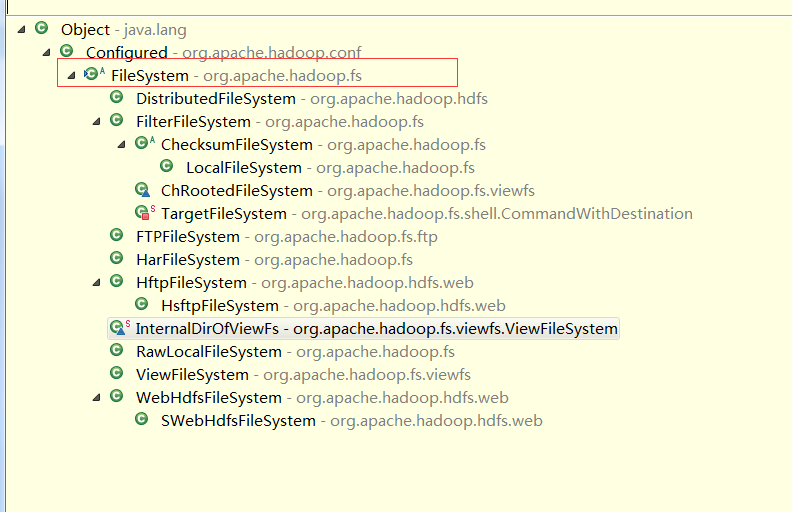 Object - java.lang
Configured - org.apache.hadoop.conf
A FileSystem - org.apache.hadoop.fs
DistributedFileSystem - org.apache.hadoop.hdfs
FilterFileSystem - org.apache.hadoop.fs
A ChecksumFileSystem - org.apache.hadoop.fs
LocalFileSystem - org.apache.hadoop.fs
ChRootedFileSystem - org.apache.hadoop.fs.viewfs
S TargetFileSystem - org.apache.hadoop.fs.shell.CommandWithDestination
FTPFileSystem - org.apache.hadoop.fs.ftp
HarFileSystem - org.apache.hadoop.fs
HftpFileSystem - org.apache.hadoop.hdfs.web
HsftpFileSystem - org.apache.hadoop.hdfs.web
S InternalDirOfViewFs - org.apache.hadoop.fs.viewfs.ViewFileSystem
RawLocalFileSystem - org.apache.hadoop.fs
ViewFileSystem - org.apache.hadoop.fs.viewfs
WebHdfsFileSystem - org.apache.hadoop.hdfs.web
SWebHdfsFileSystem - org.apache.hadoop.hdfs.web